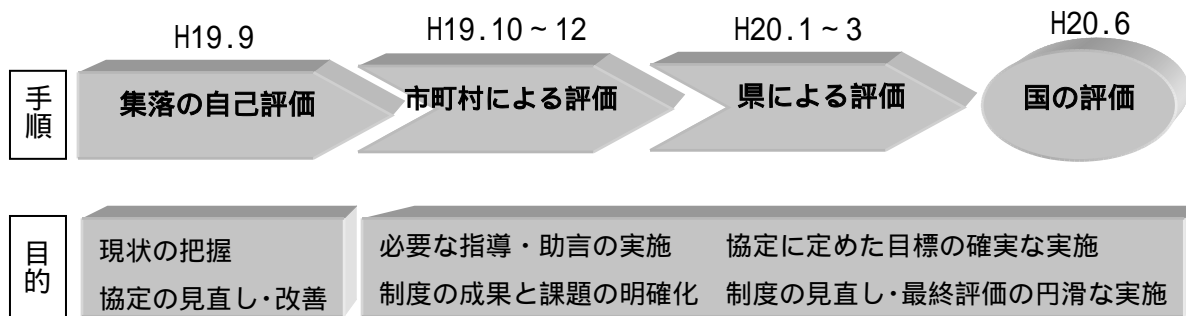 H19.9
H19.10~12
H20.1~3
H20.6
手順
集落の自己評価
市町村による評価
県による評価
国の評価
目的
現状の把握
協定の見直し・改善
必要な指導・助言の実施
協定に定めた目標の確実な実施
制度の成果と課題の明確化
制度の見直し・最終評価の円滑な実施